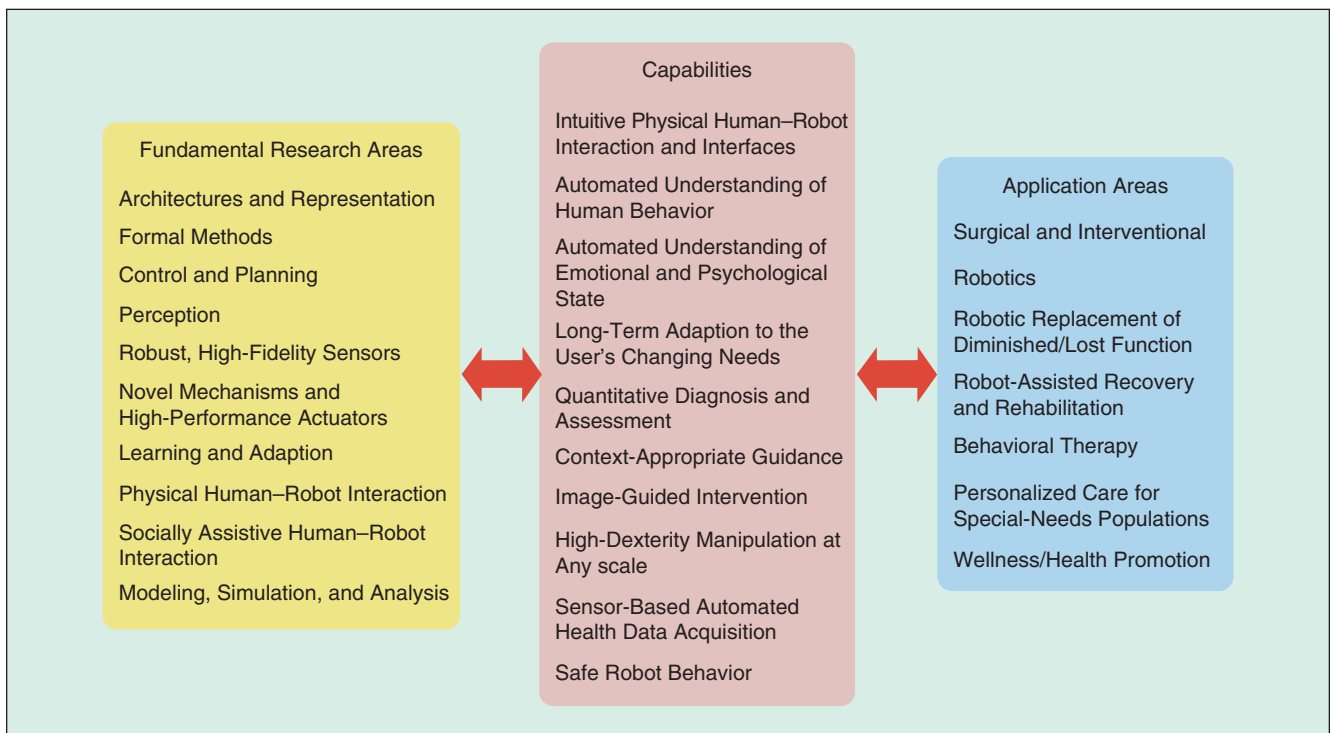 Fundamental Research Areas
Architectures and Representation
Formal Methods
Control and Planning
Perception
Robust, High-Fidelity Sensors
Novel Mechanisms and
High-Performance Actuators
Learning and Adaption
Physical Human–Robot Interaction
Socially Assistive Human–Robot
Interaction
Modeling, Simulation, and Analysis
Capabilities
Intuitive Physical Human–Robot
Interaction and Interfaces
Automated Understanding of
Human Behavior
Automated Understanding of
Emotional and Psychological
State
Long-Term Adaption to the
User's Changing Needs
Quantitative Diagnosis and
Assessment
Context-Appropriate Guidance
Image-Guided Intervention
High-Dexterity Manipulation at
Any scale
Sensor-Based Automated
Health Data Acquisition
Safe Robot Behavior
Application Areas
Surgical and Interventional
Robotics
Robotic Replacement of
Diminished/Lost Function
Robot-Assisted Recovery
and Rehabilitation
Behavioral Therapy
Personalized Care for
Special-Needs Populations
Wellness/Health Promotion